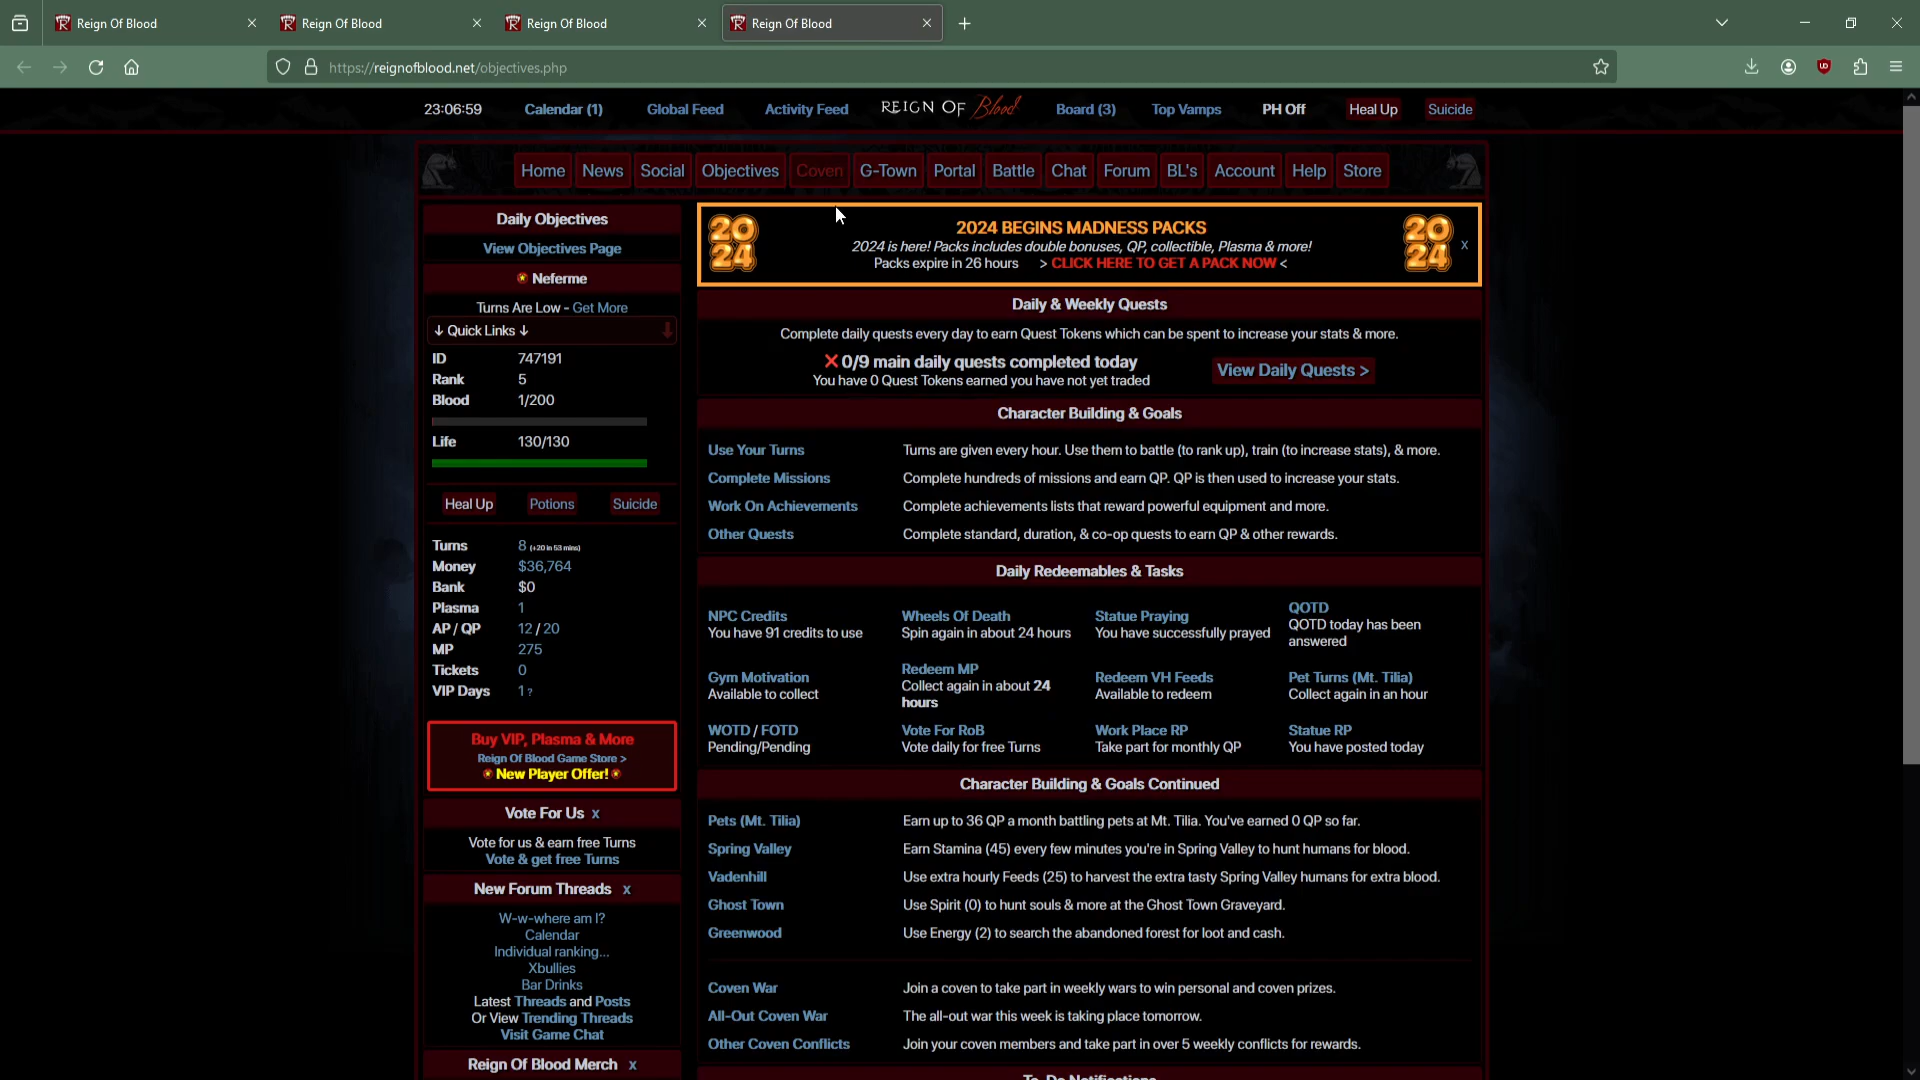 Reign Of Blood
Reign Of Blood
Reign Of Blood
Reign Of Blood
https://reignofblood.net/objectives.php
23:06:59 Calendar (1) Global Feed Activity Feed REIGN OF Blood Board (3) Top Vamps PH Off Heal Up Suicide
Home News Social Objectives Coven G-Town Portal Battle Chat Forum BL's Account Help Store
Daily Objectives
View Objectives Page
Neferme
Turns Are Low - Get More
↓ Quick Links ↓
ID 747191
Rank 5
Blood 1/200
Life 130/130
Heal Up Potions Suicide
Turns 8 (+20 in 53 mins)
Money $36,764
Bank $0
Plasma 1
AP / QP 12 / 20
MP 275
Tickets 0
VIP Days 1 ?
Buy VIP, Plasma & More
Reign Of Blood Game Store >
New Player Offer!
Vote For Us x
Vote for us & earn free Turns
Vote & get free Turns
New Forum Threads x
W-w-where am I?
Calendar
Individual ranking...
Xbullies
Bar Drinks
Latest Threads and Posts
Or View Trending Threads
Visit Game Chat
Reign Of Blood Merch x
2024 BEGINS MADNESS PACKS
2024 is here! Packs includes double bonuses, QP, collectible, Plasma & more!
Packs expire in 26 hours > CLICK HERE TO GET A PACK NOW <
2024
2024
x
Daily & Weekly Quests
Complete daily quests every day to earn Quest Tokens which can be spent to increase your stats & more.
❌ 0/9 main daily quests completed today
You have 0 Quest Tokens earned you have not yet traded
View Daily Quests >
Character Building & Goals
Use Your Turns Turns are given every hour. Use them to battle (to rank up), train (to increase stats), & more.
Complete Missions Complete hundreds of missions and earn QP. QP is then used to increase your stats.
Work On Achievements Complete achievements lists that reward powerful equipment and more.
Other Quests Complete standard, duration, & co-op quests to earn QP & other rewards.
Daily Redeemables & Tasks
NPC Credits
You have 91 credits to use
Wheels Of Death
Spin again in about 24 hours
Statue Praying
You have successfully prayed
QOTD
QOTD today has been
answered
Gym Motivation
Available to collect
Redeem MP
Collect again in about 24
hours
Redeem VH Feeds
Available to redeem
Pet Turns (Mt. Tilia)
Collect again in an hour
WOTD / FOTD
Pending/Pending
Vote For RoB
Vote daily for free Turns
Work Place RP
Take part for monthly QP
Statue RP
You have posted today
Character Building & Goals Continued
Pets (Mt. Tilia) Earn up to 36 QP a month battling pets at Mt. Tilia. You've earned 0 QP so far.
Spring Valley Earn Stamina (45) every few minutes you're in Spring Valley to hunt humans for blood.
Vadenhill Use extra hourly Feeds (25) to harvest the extra tasty Spring Valley humans for extra blood.
Ghost Town Use Spirit (0) to hunt souls & more at the Ghost Town Graveyard.
Greenwood Use Energy (2) to search the abandoned forest for loot and cash.
Coven War Join a coven to take part in weekly wars to win personal and coven prizes.
All-Out Coven War The all-out war this week is taking place tomorrow.
Other Coven Conflicts Join your coven members and take part in over 5 weekly conflicts for rewards.
To-Do Notifications